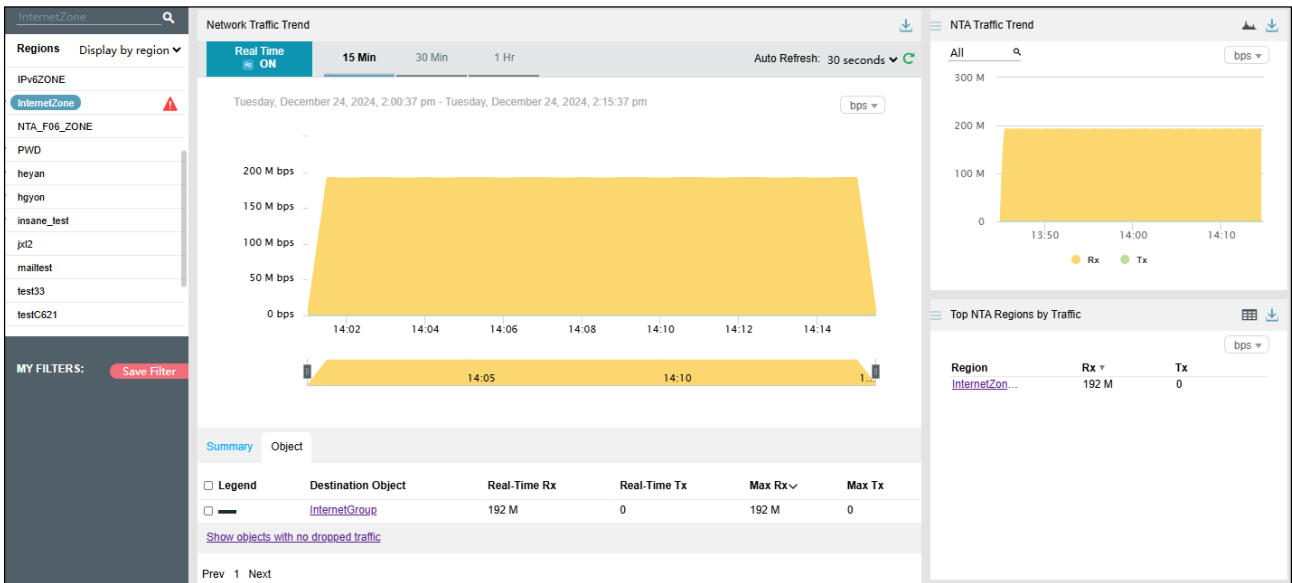 InternetZone
Regions Display by region
IPv6ZONE
InternetZone
NTA_F06_ZONE
PWD
heyan
hgyon
insane_test
jxl2
mailtest
test33
testC621
MY FILTERS: Save Filter
Network Traffic Trend
Real Time
ON
15 Min 30 Min 1 Hr
Auto Refresh: 30 seconds
Tuesday, December 24, 2024, 2:00:37 pm - Tuesday, December 24, 2024, 2:15:37 pm
bps
200 M bps
150 M bps
100 M bps
50 M bps
0 bps
14:02 14:04 14:06 14:08 14:10 14:12 14:14
14:05 14:10 1...
Summary Object
Legend Destination Object Real-Time Rx Real-Time Tx Max Rx Max Tx
InternetGroup 192 M 0 192 M 0
Show objects with no dropped traffic
Prev 1 Next
NTA Traffic Trend
All
bps
300 M
200 M
100 M
0
13:50 14:00 14:10
Rx Tx
Top NTA Regions by Traffic
bps
Region Rx Tx
InternetZon... 192 M 0